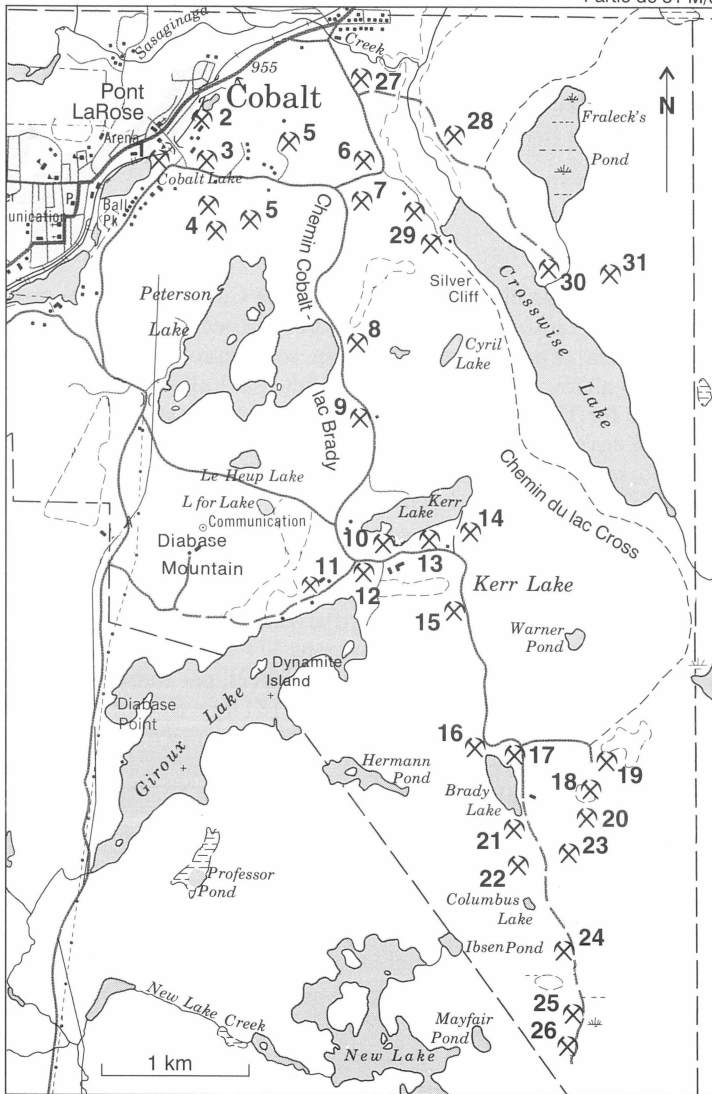 Partie de 31 M/
Sasaginaga
Creek
955
27
N
Pont
LaRose
Cobalt
2
28
Fraleck's
Pond
Arena
5
1
3
6
Cobalt Lake
P
Ball
Pk
munication
4
5
7
29
Chemin Cobalt -
lac Brady
Silver
Cliff
30
31
Crosswise
Lake
Peterson
Lake
8
Cyril
Lake
9
Le Heup Lake
L for Lake
Communication
Diabase
Mountain
Kerr
Lake
14
10
13
Chemin du lac Cross
11
12
Kerr Lake
15
Warner
Pond
Dynamite
Island
Diabase
Point
Giroux Lake
16
17
Hermann
Pond
Brady
Lake
18
19
20
21
23
22
Professor
Pond
Columbus
Lake
Ibsen Pond
24
25
26
New Lake Creek
Mayfair
Pond
New Lake
1 km